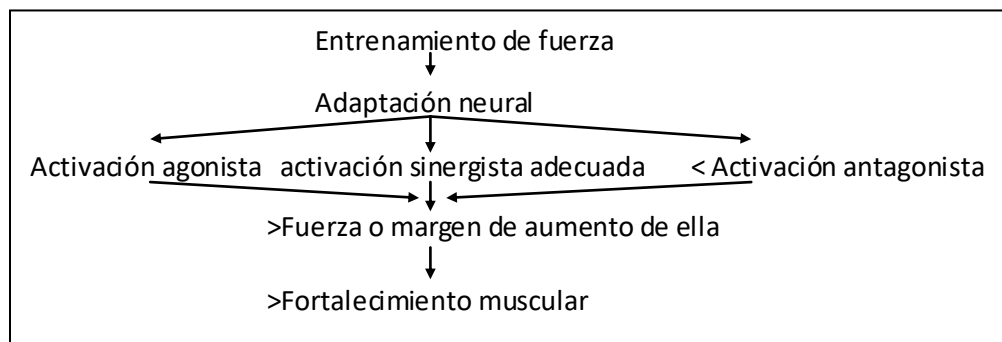 Entrenamiento de fuerza
Adaptación neural
Activación agonista activación sinergista adecuada < Activación antagonista
>Fuerza o margen de aumento de ella
>Fortalecimiento muscular